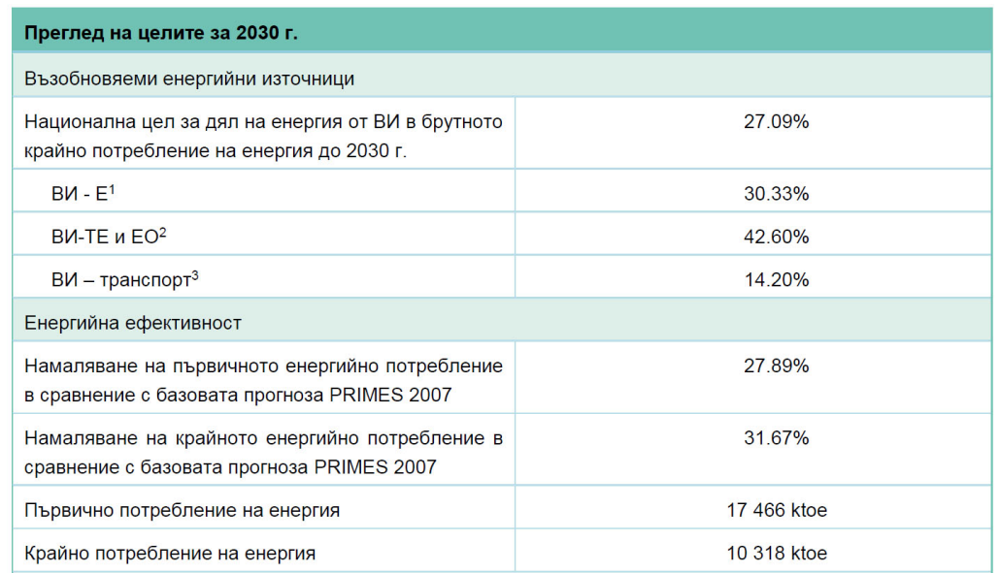 Преглед на целите за 2030 г.
Възобновяеми енергийни източници
Национална цел за дял на енергия от ВИ в брутното
крайно потребление на енергия до 2030 г.
27.09%
ВИ - Е¹
30.33%
ВИ-ТЕ и ЕО²
42.60%
ВИ – транспорт³
14.20%
Енергийна ефективност
Намаляване на първичното енергийно потребление
в сравнение с базовата прогноза PRIMES 2007
27.89%
Намаляване на крайното енергийно потребление в
сравнение с базовата прогноза PRIMES 2007
31.67%
Първично потребление на енергия
17 466 ktoe
Крайно потребление на енергия
10 318 ktoe